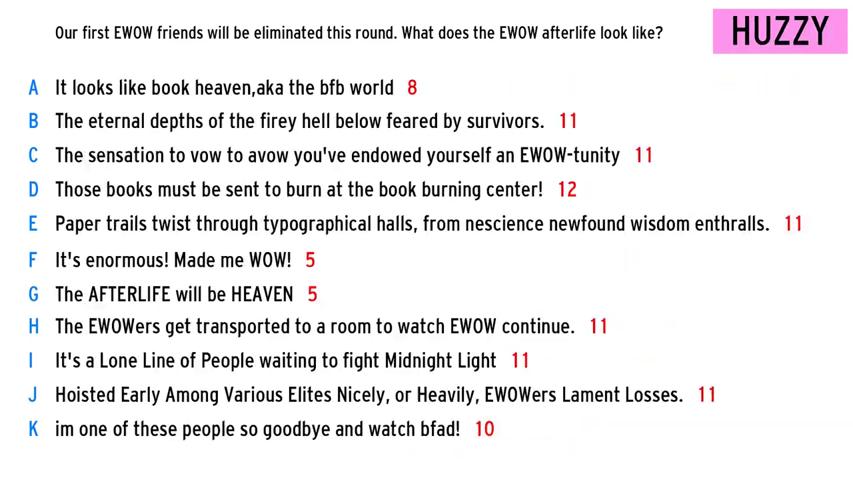 Our first EWOW friends will be eliminated this round. What does the EWOW afterlife look like?
HUZZY
A It looks like book heaven,aka the bfb world 8
B The eternal depths of the firey hell below feared by survivors. 11
C The sensation to vow to avow you've endowed yourself an EWOW-tunity 11
D Those books must be sent to burn at the book burning center! 12
E Paper trails twist through typographical halls, from nescience newfound wisdom enthralls. 11
F It's enormous! Made me WOW! 5
G The AFTERLIFE will be HEAVEN 5
H The EWOWers get transported to a room to watch EWOW continue. 11
I It's a Lone Line of People waiting to fight Midnight Light 11
J Hoisted Early Among Various Elites Nicely, or Heavily, EWOWers Lament Losses. 11
K im one of these people so goodbye and watch bfad! 10